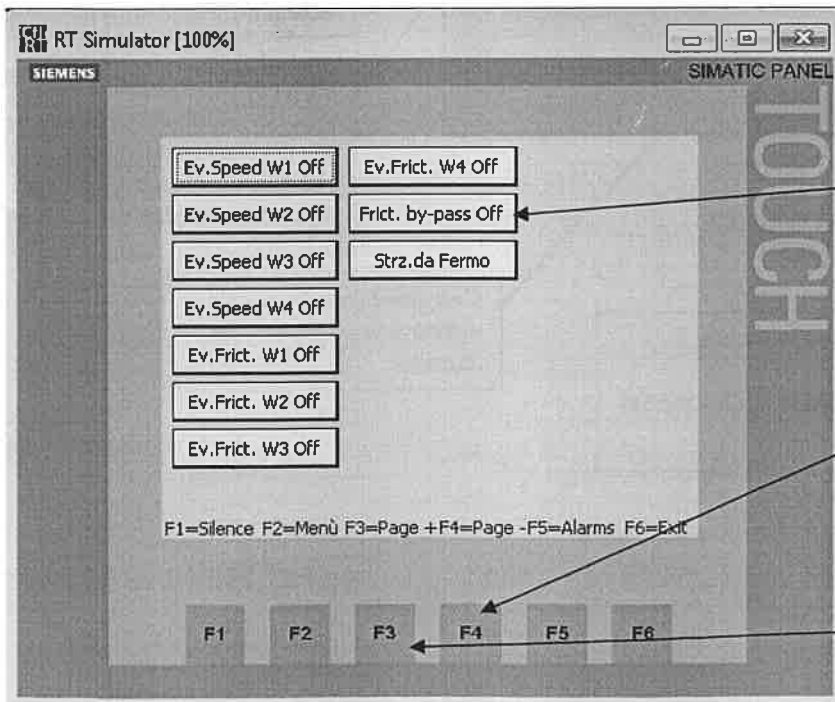 RT Simulator [100%]
SIEMENS
SIMATIC PANEL
TOUCH
Ev.Speed W1 Off
Ev.Frict. W4 Off
Ev.Speed W2 Off
Frict. by-pass Off
Ev.Speed W3 Off
Strz.da Fermo
Ev.Speed W4 Off
Ev.Frict. W1 Off
Ev.Frict. W2 Off
Ev.Frict. W3 Off
F1=Silence F2=Menù F3=Page +F4=Page -F5=Alarms F6=Exit
F1 F2 F3 F4 F5 F6